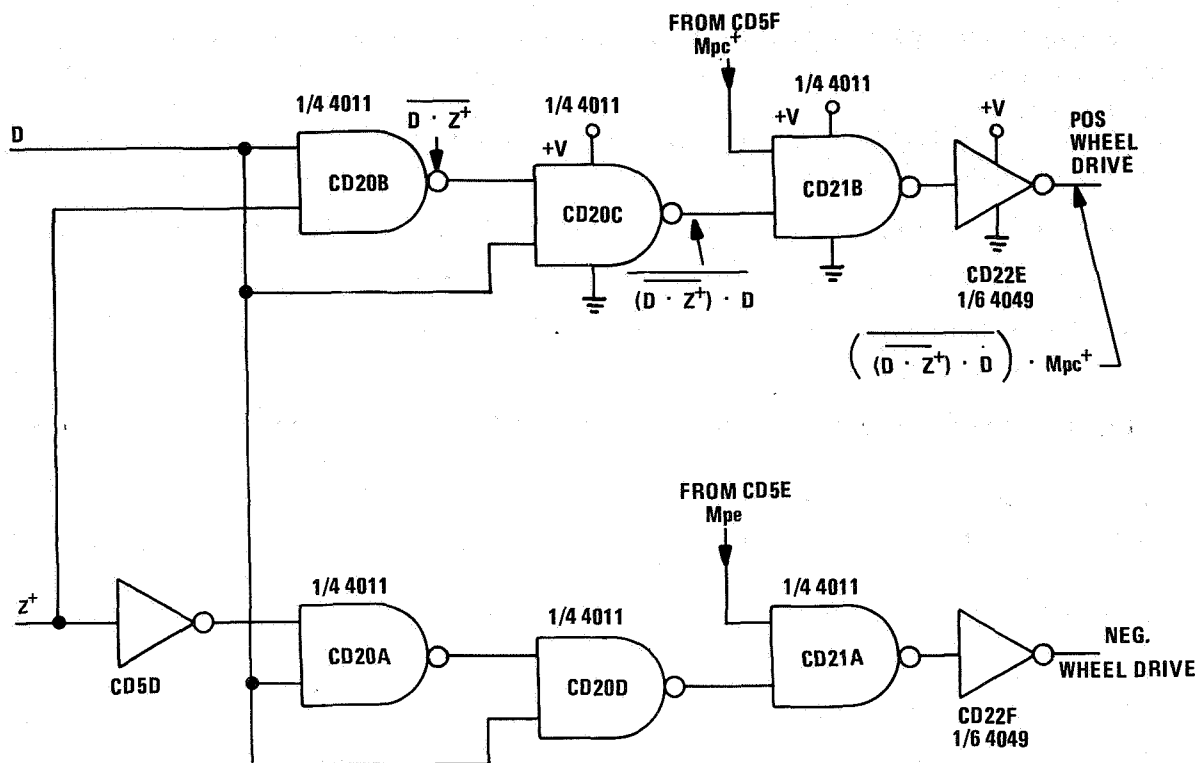 FROM CD5F
Mpc+
1/4 4011
D · Z+
1/4 4011
1/4 4011
D
+V
+V
+V
POS
WHEEL
DRIVE
CD20B
CD20C
CD21B
CD22E
1/6 4049
(D · Z+) · D
((D · Z+) · D) · Mpc+
FROM CD5E
Mpe
1/4 4011
1/4 4011
1/4 4011
Z+
CD5D
CD20A
CD20D
CD21A
NEG.
WHEEL DRIVE
CD22F
1/6 4049